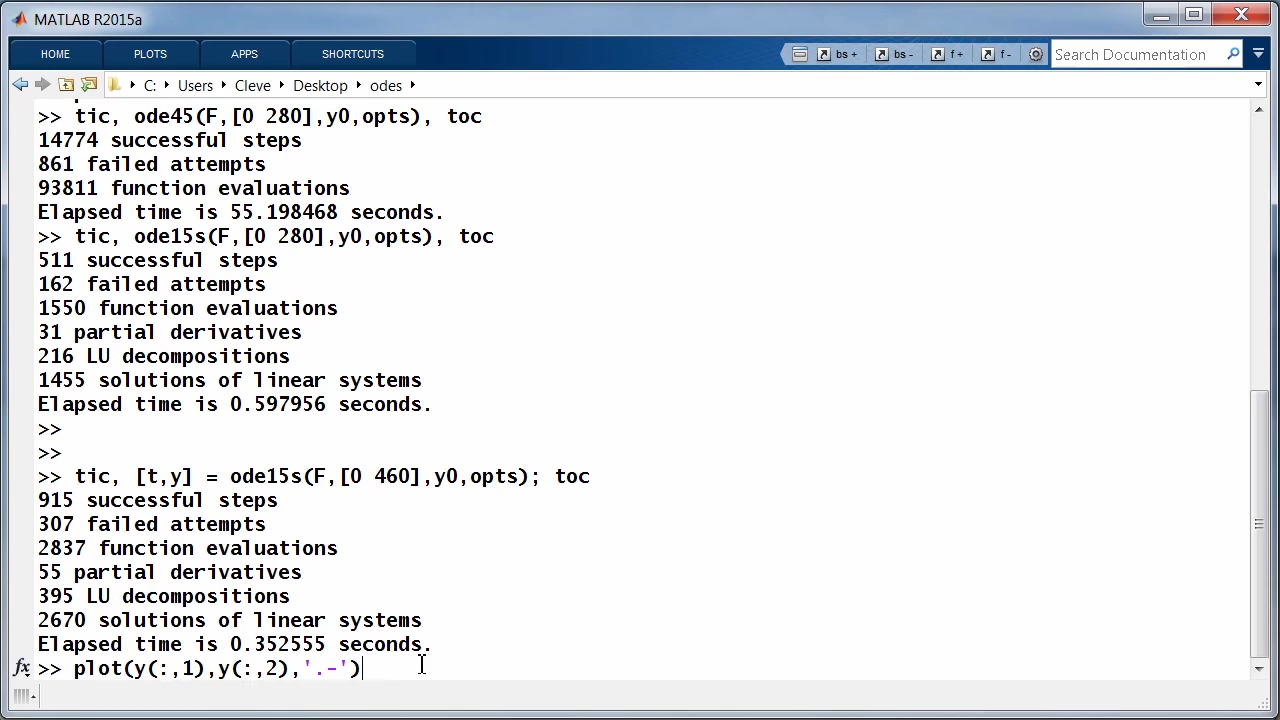 MATLAB R2015a
HOME PLOTS APPS SHORTCUTS bs + bs - f + f - Search Documentation
C: Users Cleve Desktop odes
>> tic, ode45(F,[0 280],y0,opts), toc
14774 successful steps
861 failed attempts
93811 function evaluations
Elapsed time is 55.198468 seconds.
>> tic, ode15s(F,[0 280],y0,opts), toc
511 successful steps
162 failed attempts
1550 function evaluations
31 partial derivatives
216 LU decompositions
1455 solutions of linear systems
Elapsed time is 0.597956 seconds.
>>
>>
>> tic, [t,y] = ode15s(F,[0 460],y0,opts); toc
915 successful steps
307 failed attempts
2837 function evaluations
55 partial derivatives
395 LU decompositions
2670 solutions of linear systems
Elapsed time is 0.352555 seconds.
fx >> plot(y(:,1),y(:,2),'.-')